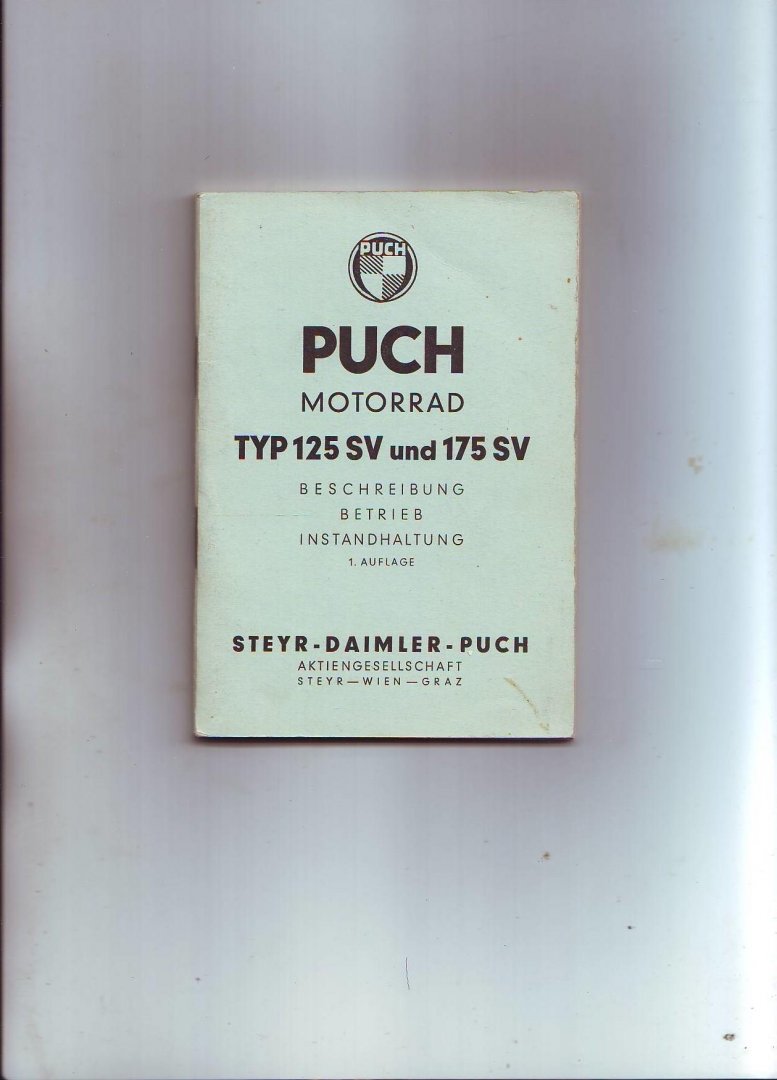 PUCH
PUCH
MOTORRAD
TYP 125 SV und 175 SV
BESCHREIBUNG
BETRIEB
INSTANDHALTUNG
1. AUFLAGE
STEYR-DAIMLER-PUCH
AKTIENGESELLSCHAFT
STEYR—WIEN—GRAZ